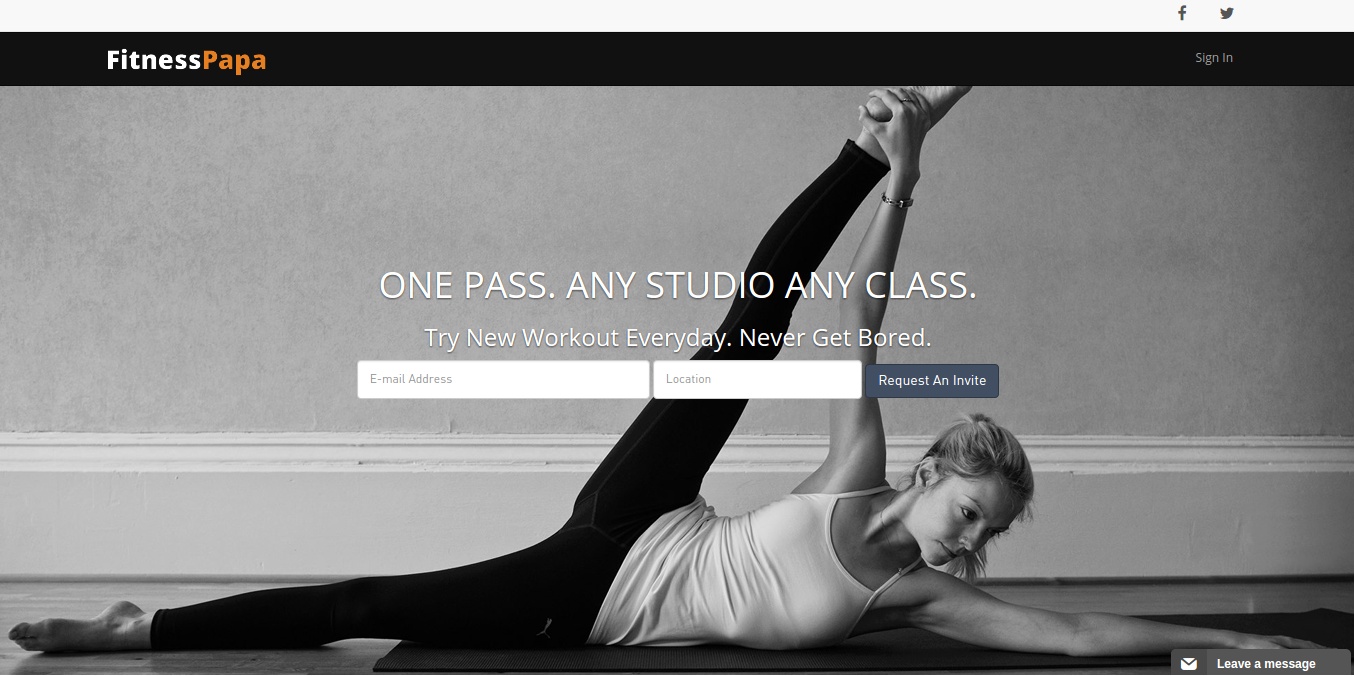 FitnessPapa
Sign In
ONE PASS. ANY STUDIO ANY CLASS.
Try New Workout Everyday. Never Get Bored.
E-mail Address
Location
Request An Invite
Leave a message